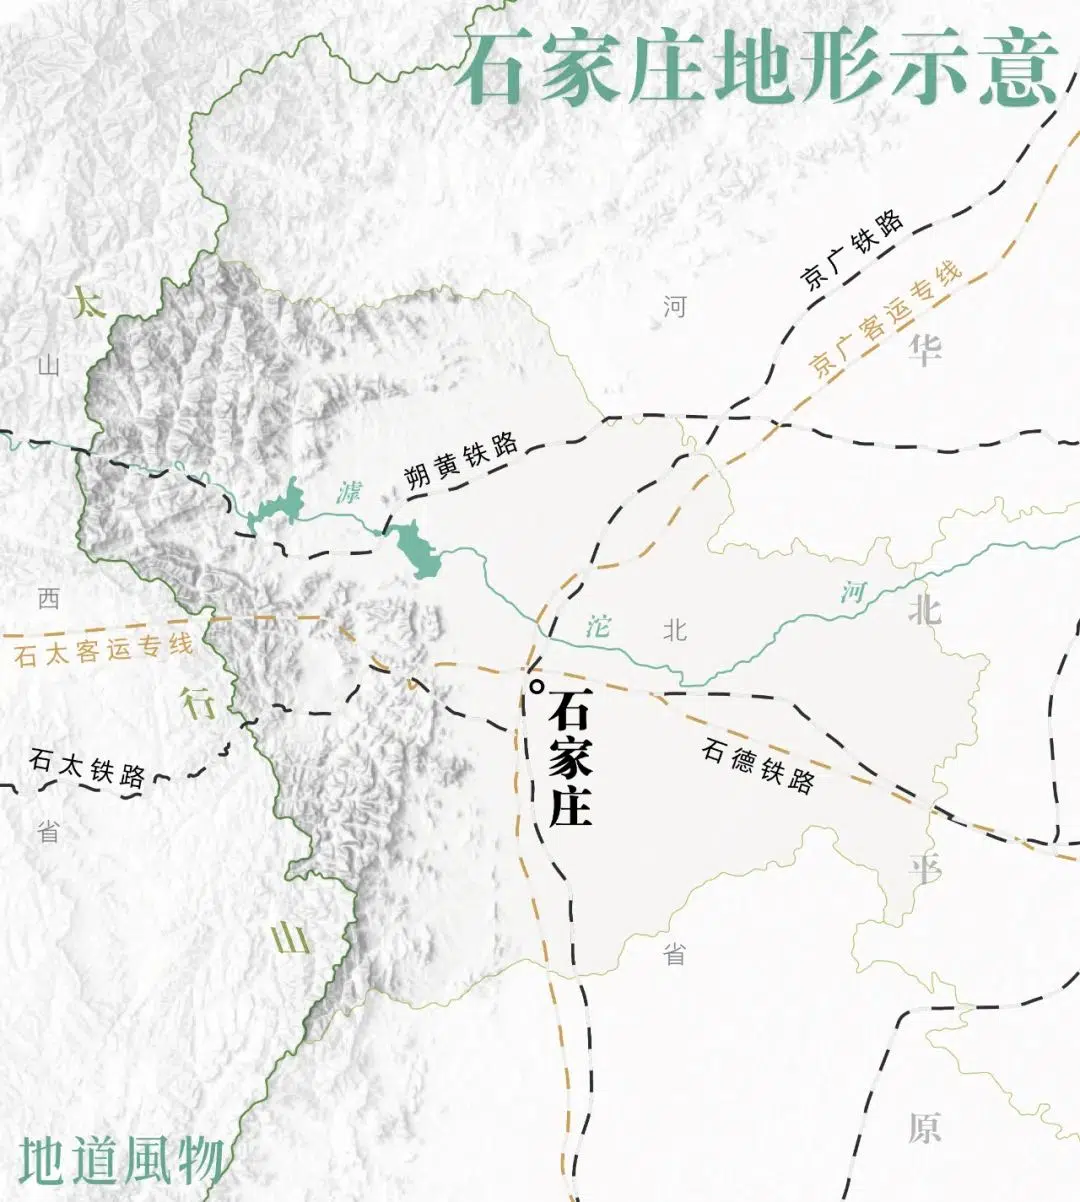 石家庄地形示意
京广铁路
京广客运专线
太
行
山
山
西
省
河
北
省
华
北
平
原
朔黄铁路
滹
沱
河
石太客运专线
石太铁路
石家庄
石德铁路
地道風物